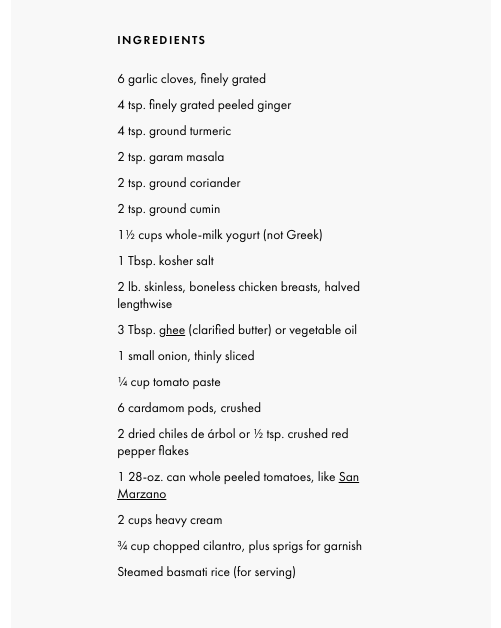 INGREDIENTS
6 garlic cloves, finely grated
4 tsp. finely grated peeled ginger
4 tsp. ground turmeric
2 tsp. garam masala
2 tsp. ground coriander
2 tsp. ground cumin
1½ cups whole-milk yogurt (not Greek)
1 Tbsp. kosher salt
2 lb. skinless, boneless chicken breasts, halved
lengthwise
3 Tbsp. ghee (clarified butter) or vegetable oil
1 small onion, thinly sliced
¼ cup tomato paste
6 cardamom pods, crushed
2 dried chiles de árbol or ½ tsp. crushed red
pepper flakes
1 28-oz. can whole peeled tomatoes, like San
Marzano
2 cups heavy cream
¾ cup chopped cilantro, plus sprigs for garnish
Steamed basmati rice (for serving)